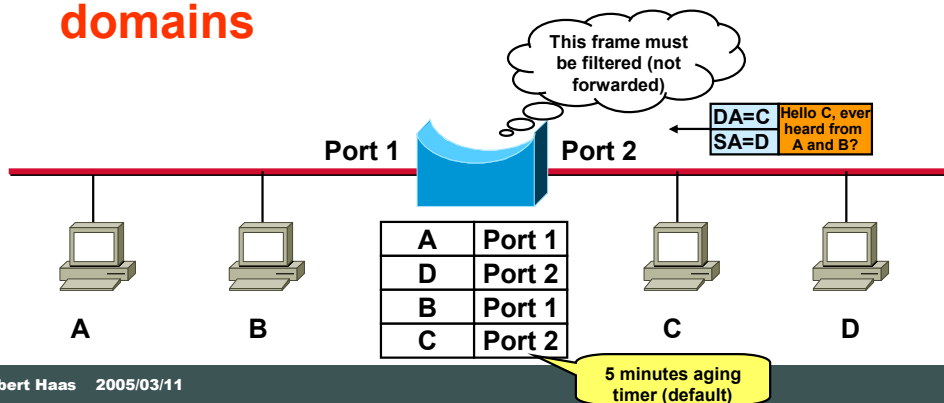 domains
This frame must
be filtered (not
forwarded)
DA=C
SA=D
Hello C, ever
heard from
A and B?
Port 1
Port 2
A Port 1
D Port 2
B Port 1
C Port 2
A
B
C
D
5 minutes aging
timer (default)
bert Haas 2005/03/11